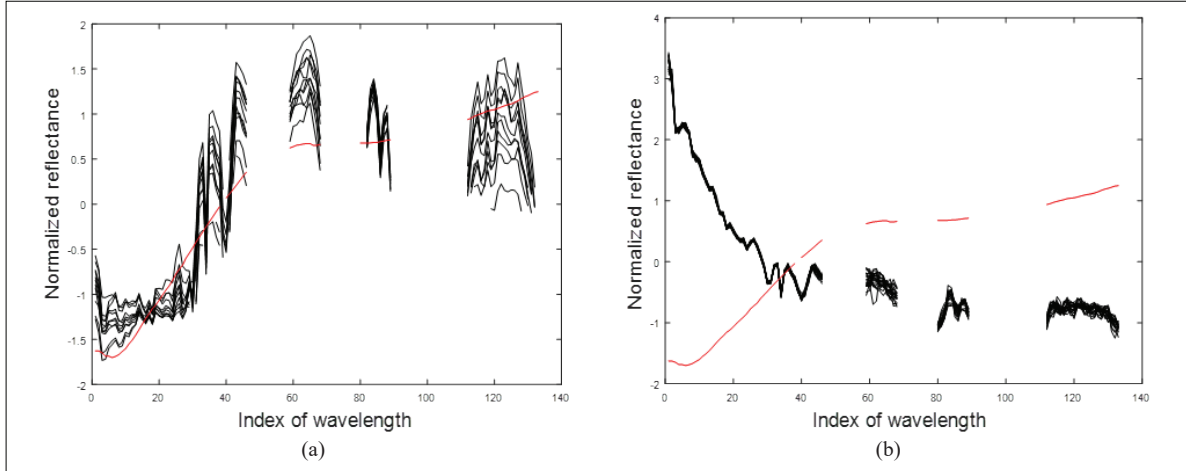 2
1.5
1
0.5
0
-0.5
-1
-1.5
-2
Normalized reflectance
0 20 40 60 80 100 120 140
Index of wavelength
(a)
4
3
2
1
0
-1
-2
Normalized reflectance
0 20 40 60 80 100 120 140
Index of wavelength
(b)